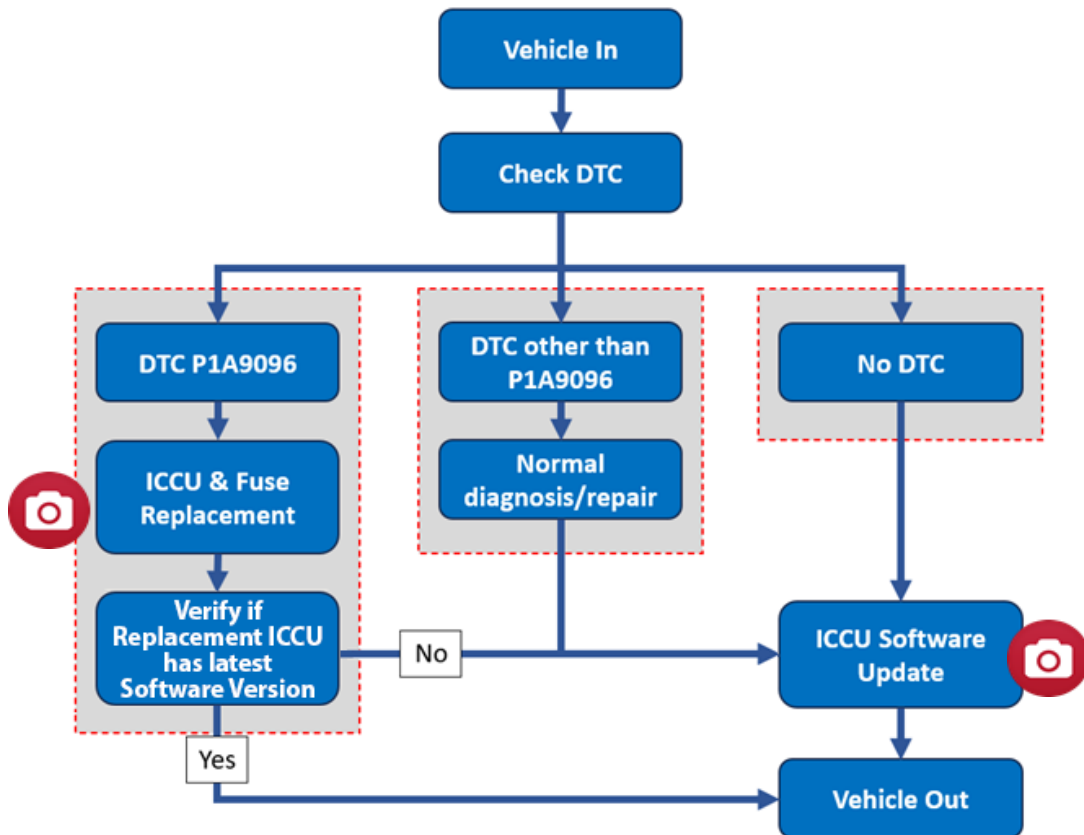 Vehicle In
Check DTC
DTC P1A9096
DTC other than
P1A9096
No DTC
ICCU & Fuse
Replacement
Normal
diagnosis/repair
Verify if
Replacement ICCU
has latest
Software Version
No
ICCU Software
Update
Yes
Vehicle Out